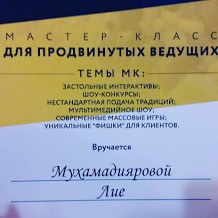 МАСТЕР-КЛАСС
ДЛЯ ПРОДВИНУТЫХ ВЕДУЩИХ
ТЕМЫ МК:
ЗАСТОЛЬНЫЕ ИНТЕРАКТИВЫ;
ШОУ-КОНКУРСЫ;
НЕСТАНДАРТНАЯ ПОДАЧА ТРАДИЦИЙ;
МУЛЬТИМЕДИЙНОЕ ШОУ;
СОВРЕМЕННЫЕ МАССОВЫЕ ИГРЫ;
УНИКАЛЬНЫЕ "ФИШКИ" ДЛЯ КЛИЕНТОВ.
Вручается
Мухамадияровой
Лие